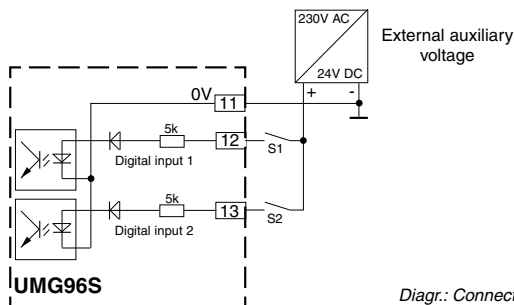 230V AC
24V DC
External auxiliary
voltage
+ -
0V 11
5k 12 S1
Digital input 1
5k 13 S2
Digital input 2
UMG96S
Diagr.: Connect